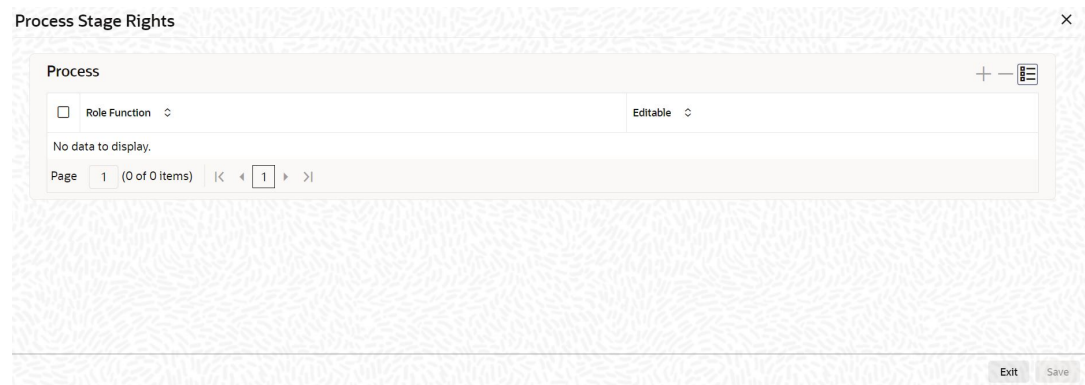 Process Stage Rights
Process
Role Function Editable
No data to display.
Page 1 (0 of 0 items) 1
Exit Save